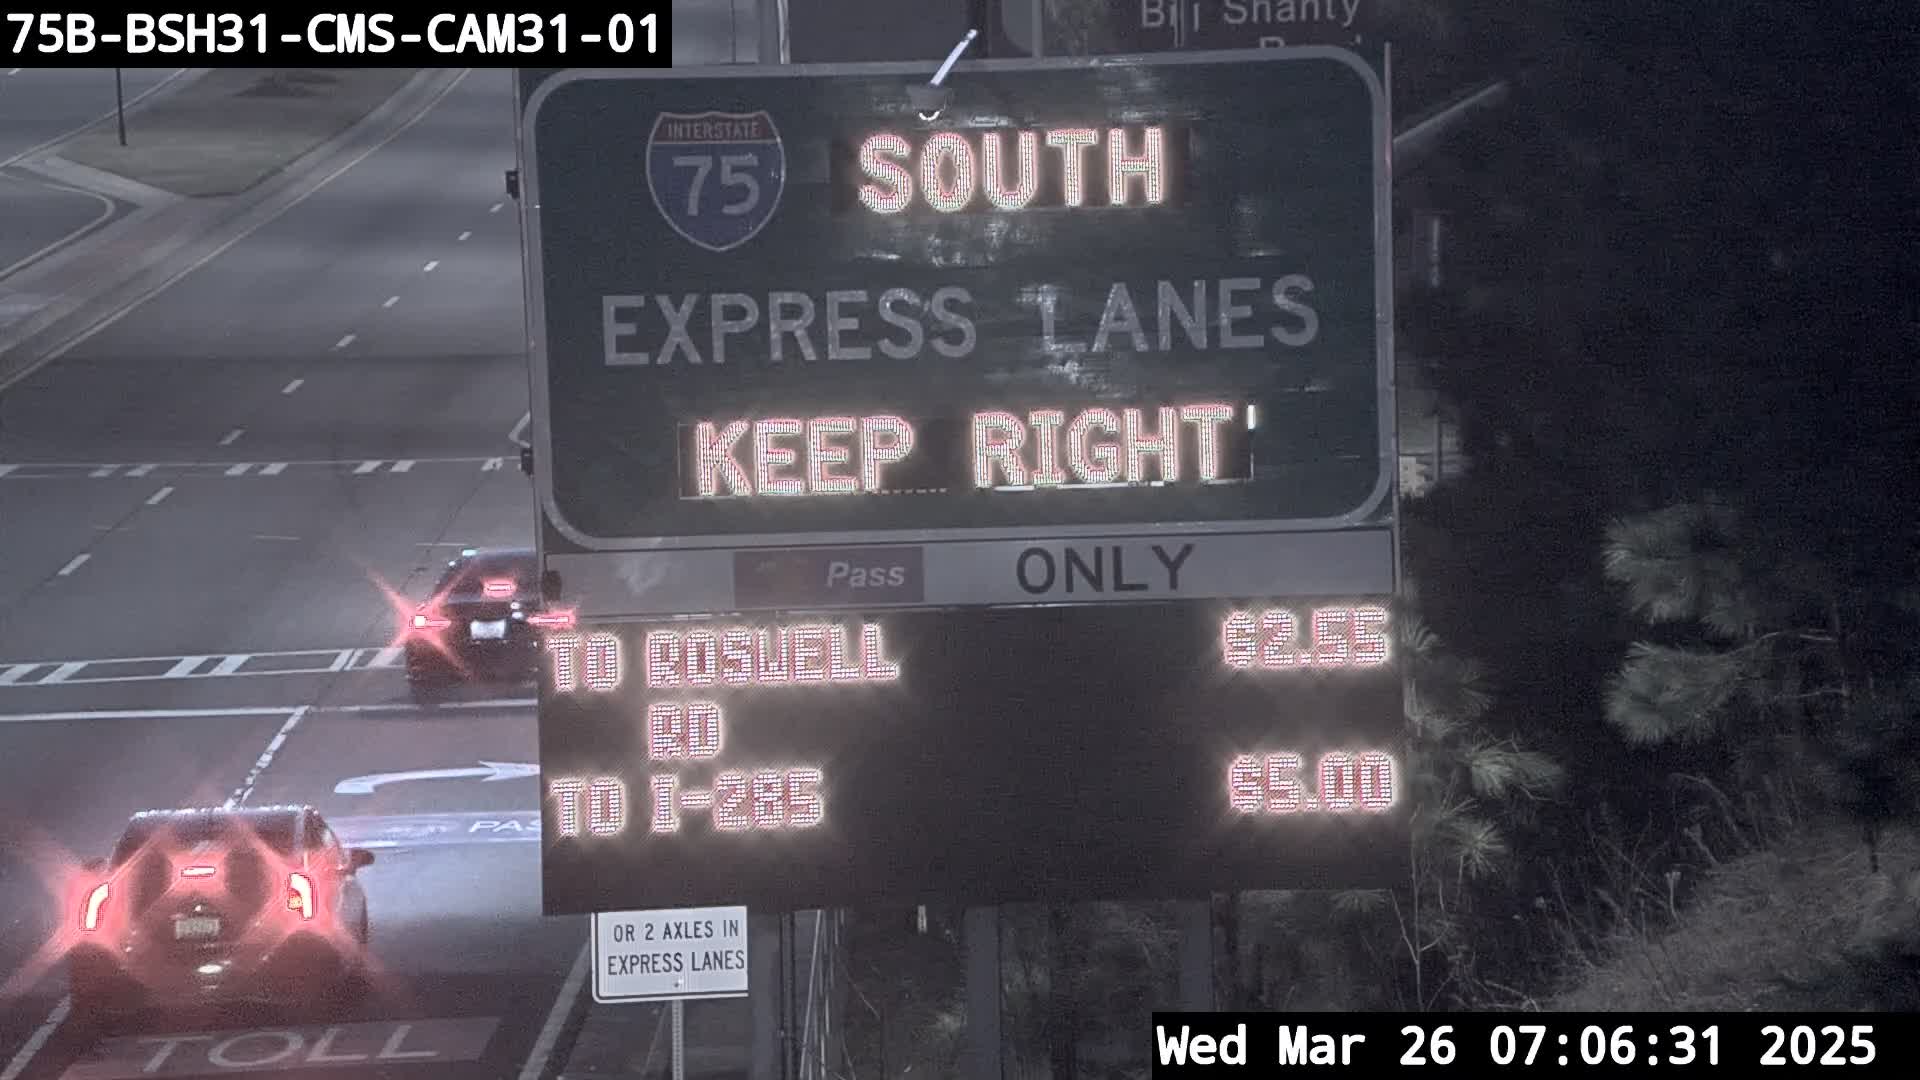 75B-BSH31-CMS-CAM31-01
Shanty
INTERSTATE
75
SOUTH
EXPRESS LANES
KEEP RIGHT
Pass ONLY
TO ROSWELL $2.55
RD
TO I-285 $5.00
OR 2 AXLES IN
EXPRESS LANES
TOLL
Wed Mar 26 07:06:31 2025